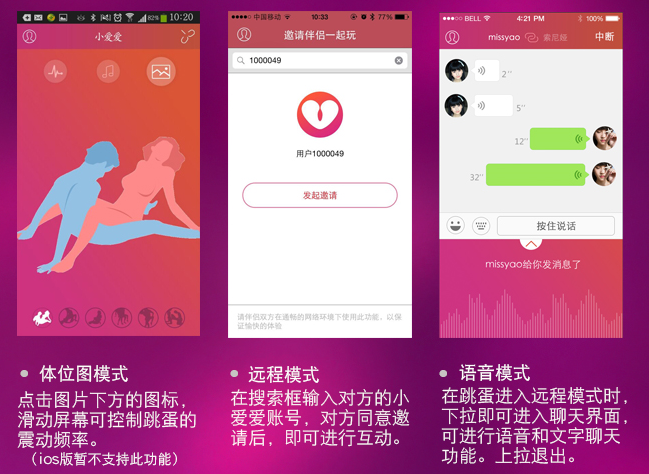 82% 10:20
小爱爱
中国移动 10:33 77%
邀请伴侣一起玩
1000049
用户1000049
发起邀请
请伴侣双方在通畅的网络环境下使用此功能，以保
证愉快的体验
BELL 4:21 PM 100%
missyao 索尼娅 中断
2''
5''
12''
32''
按住说话
missyao给你发消息了
体位图模式
点击图片下方的图标，
滑动屏幕可控制跳蛋的
震动频率。
（ios版暂不支持此功能）
远程模式
在搜索框输入对方的小
爱爱账号，对方同意邀
请后，即可进行互动。
语音模式
在跳蛋进入远程模式时，
下拉即可进入聊天界面，
可进行语音和文字聊天
功能。上拉退出。